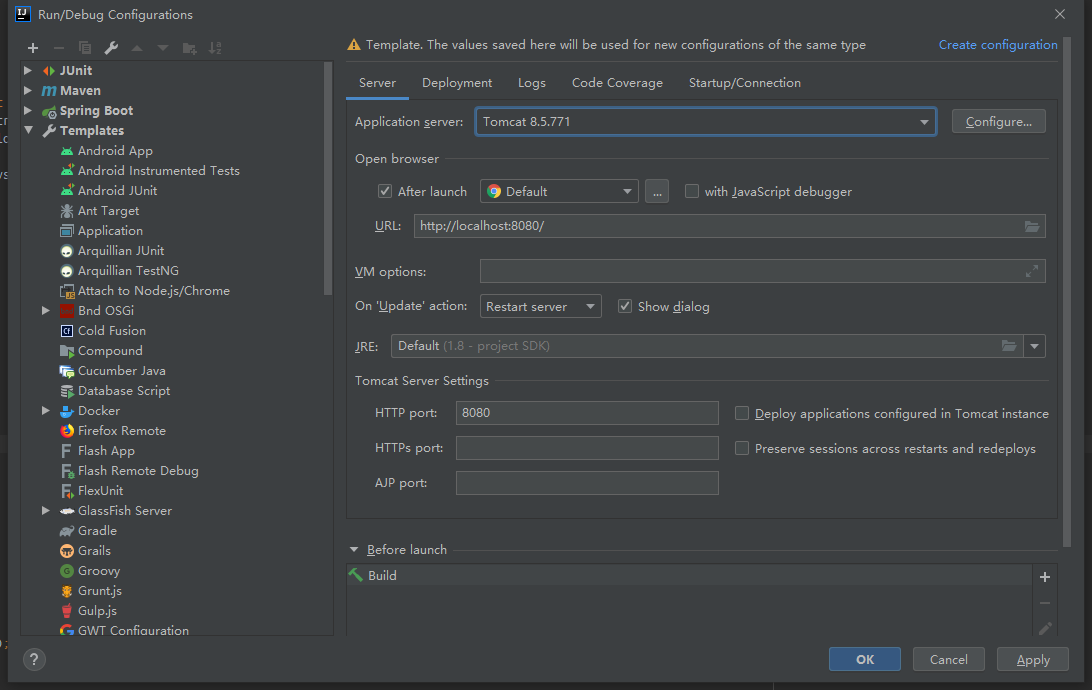 Run/Debug Configurations
JUnit
Maven
Spring Boot
Templates
Android App
Android Instrumented Tests
Android JUnit
Ant Target
Application
Arquillian JUnit
Arquillian TestNG
Attach to Node.js/Chrome
Bnd OSGi
Cold Fusion
Compound
Cucumber Java
Database Script
Docker
Firefox Remote
Flash App
Flash Remote Debug
FlexUnit
GlassFish Server
Gradle
Grails
Groovy
Grunt.js
Gulp.js
GWT Configuration
Template. The values saved here will be used for new configurations of the same type
Create configuration
Server Deployment Logs Code Coverage Startup/Connection
Application server: Tomcat 8.5.771 Configure...
Open browser
After launch Default ... with JavaScript debugger
URL: http://localhost:8080/
VM options:
On 'Update' action: Restart server Show dialog
JRE: Default (1.8 - project SDK)
Tomcat Server Settings
HTTP port: 8080 Deploy applications configured in Tomcat instance
HTTPs port: Preserve sessions across restarts and redeploys
AJP port:
Before launch
Build
? OK Cancel Apply